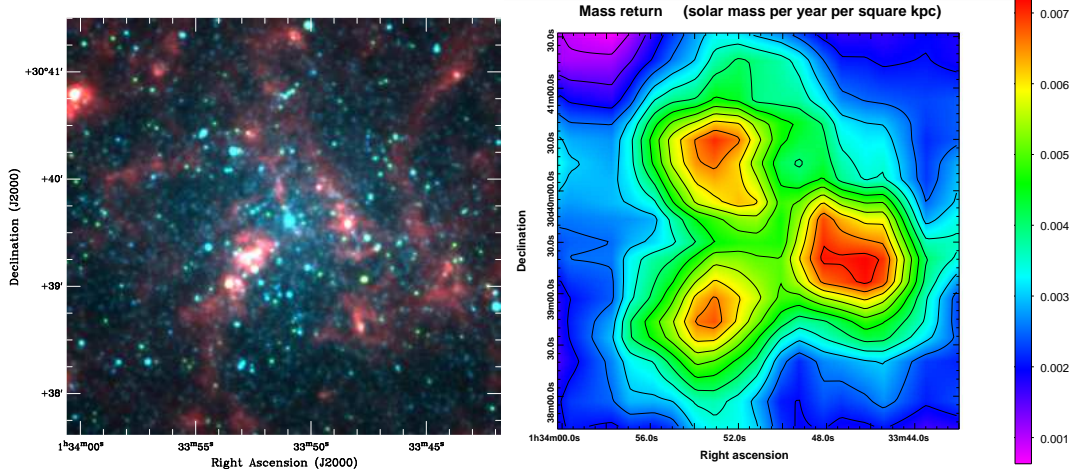 Mass return (solar mass per year per square kpc)
+30°41'
+40'
+39'
+38'
Declination (J2000)
1ʰ34ᵐ00ˢ
33ᵐ55ˢ
33ᵐ50ˢ
33ᵐ45ˢ
Right Ascension (J2000)
30.0s
41m00.0s
30.0s
30d40m00.0s
30.0s
39m00.0s
30.0s
38m00.0s
Declination
1h34m00.0s
56.0s
52.0s
48.0s
33m44.0s
Right ascension
0.007
0.006
0.005
0.004
0.003
0.002
0.001